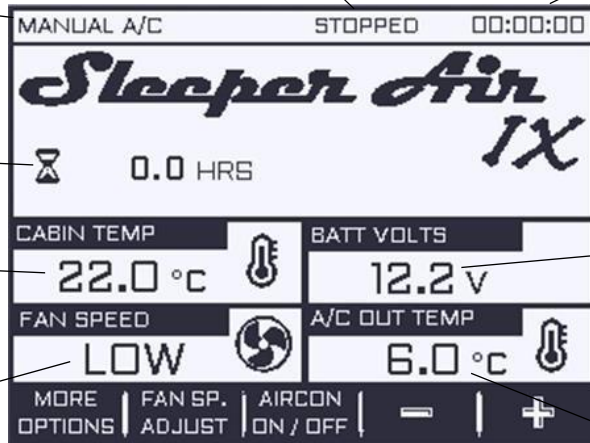 MANUAL A/C STOPPED 00:00:00
Sleeper Air
IX
0.0 HRS
CABIN TEMP BATT VOLTS
22.0 °C 12.2 V
FAN SPEED A/C OUT TEMP
LOW 6.0 °C
MORE FAN SP. AIRCON
OPTIONS ADJUST ON / OFF − +